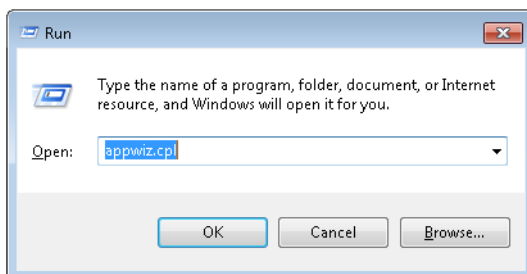 Run
Type the name of a program, folder, document, or Internet
resource, and Windows will open it for you.
Open: appwiz.cpl
OK Cancel Browse...